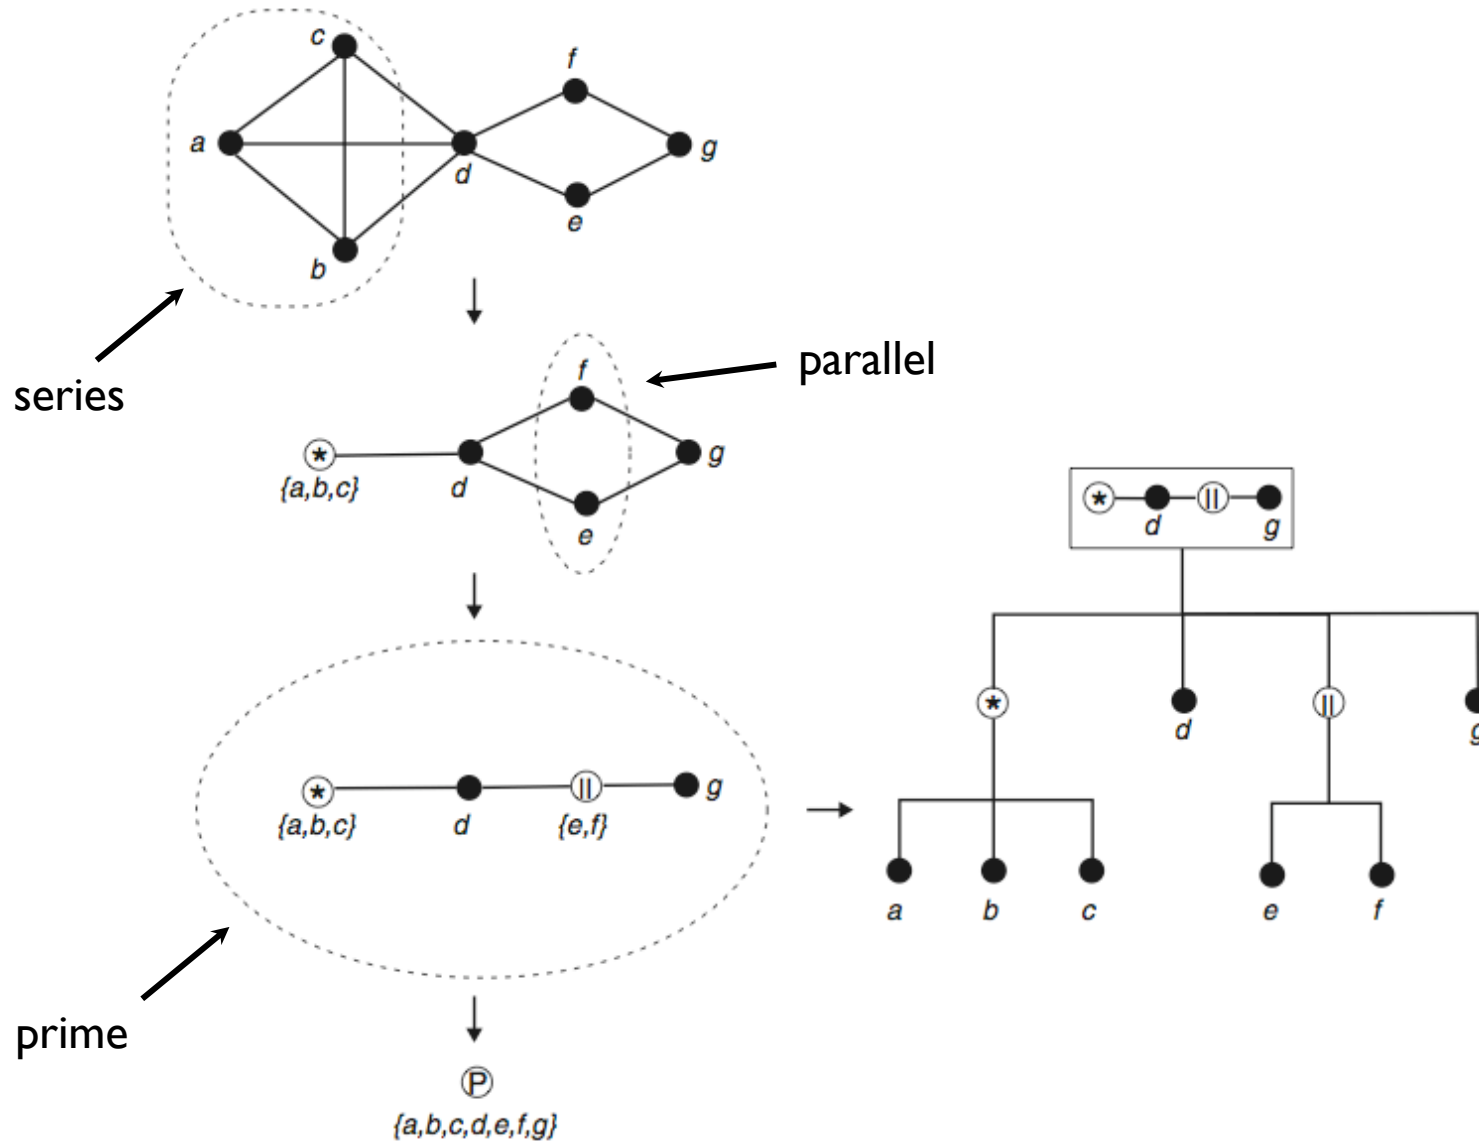 c
f
a
d
g
e
b
series
parallel
f
*
{a,b,c}
d
g
e
* d || g
*
{a,b,c}
d
||
{e,f}
g
*
d
||
g
a b c e f
prime
P
{a,b,c,d,e,f,g}